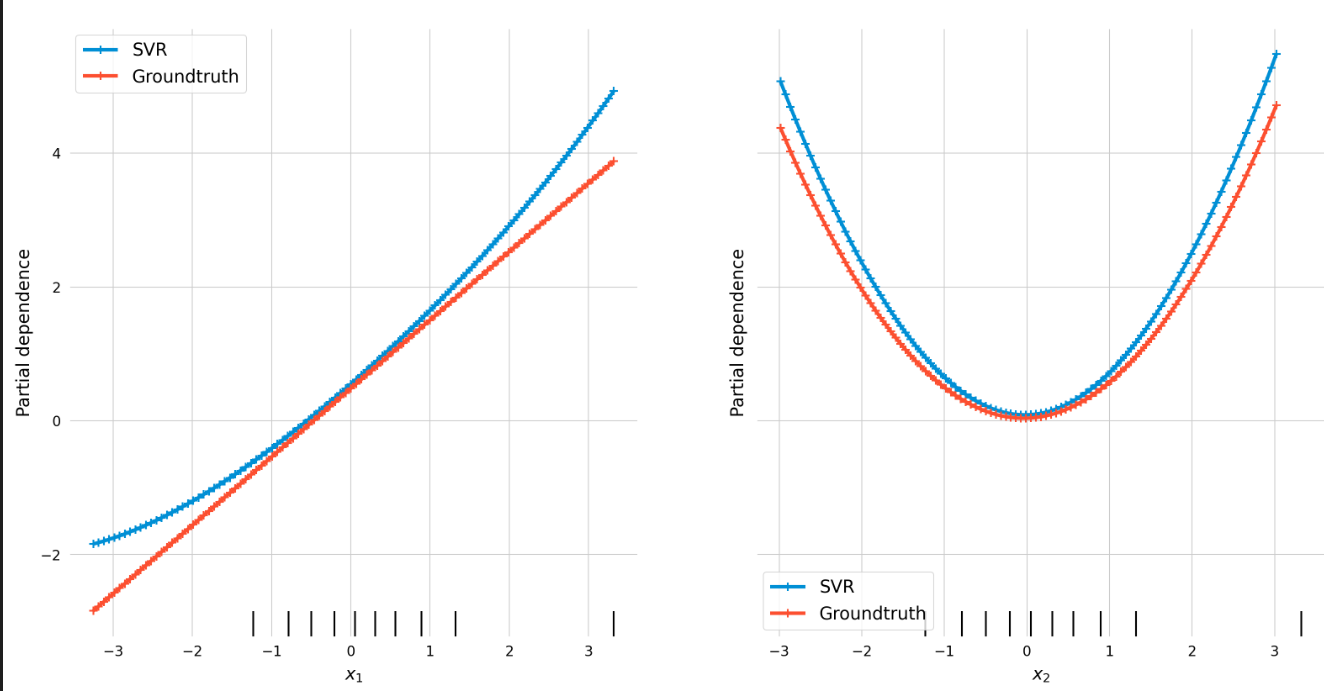 SVR
Groundtruth
4
2
0
−2
Partial dependence
−3
−2
−1
0
1
2
3
x₁
Partial dependence
SVR
Groundtruth
−3
−2
−1
0
1
2
3
x₂